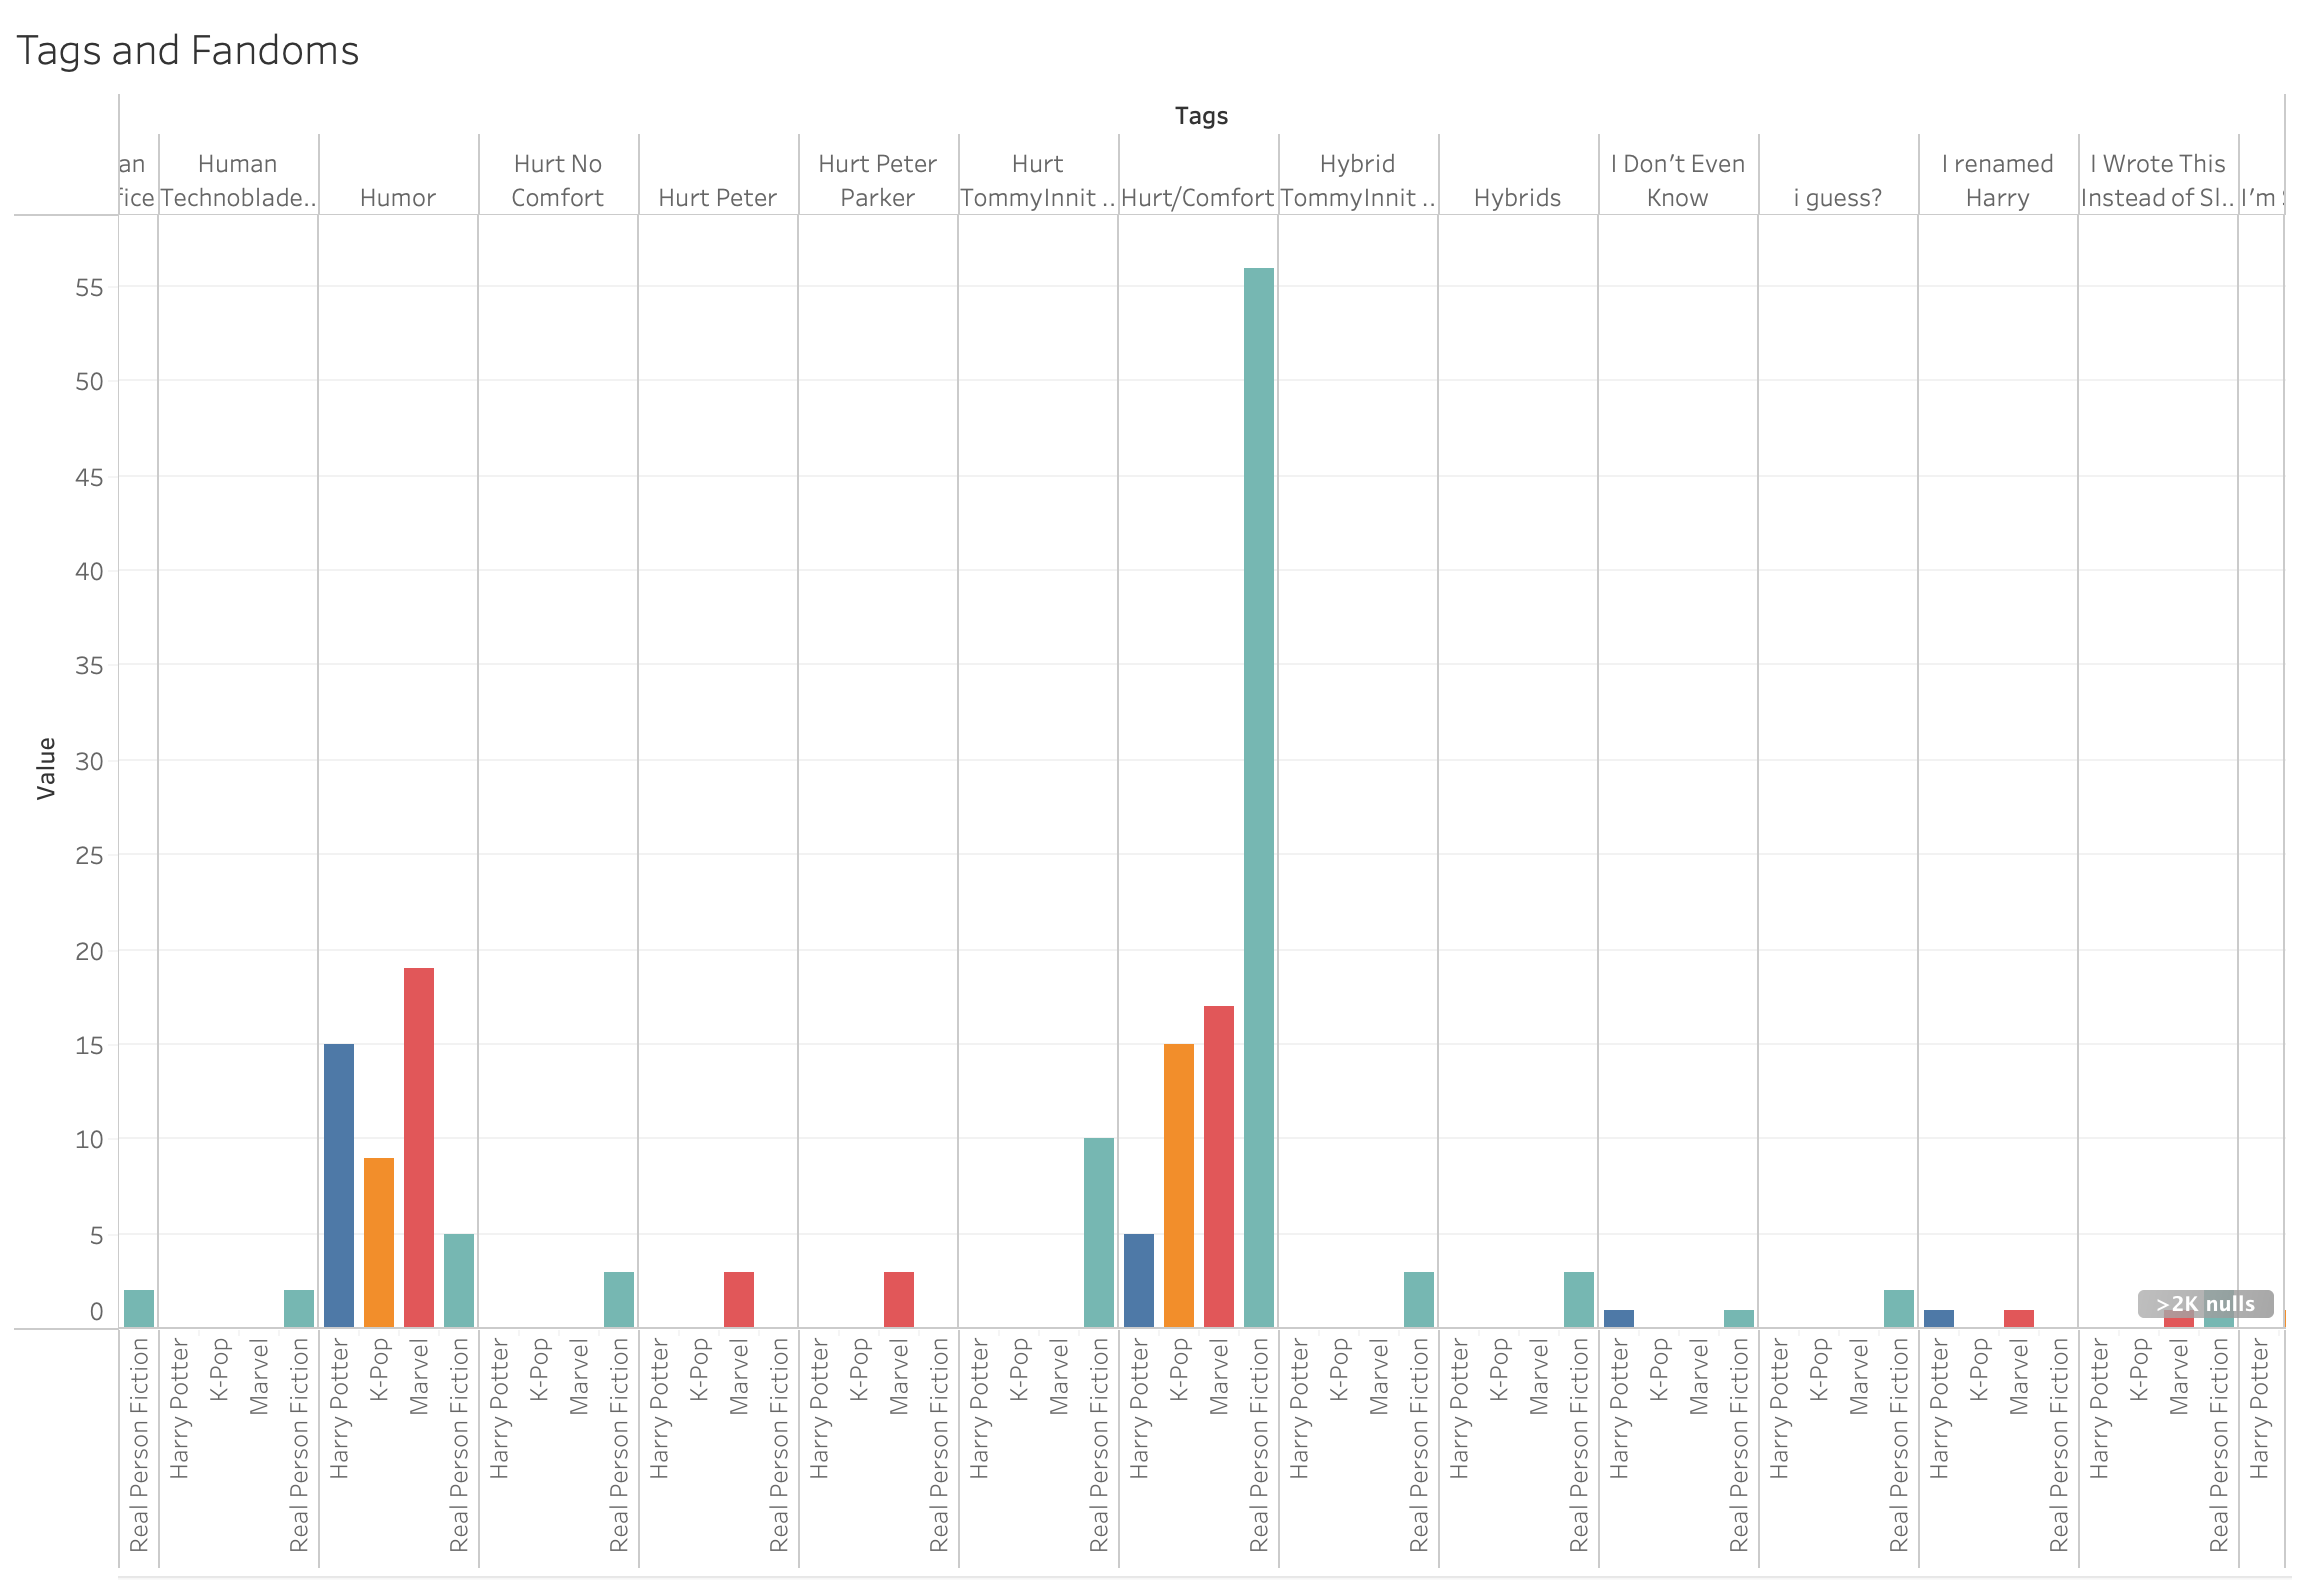 Tags and Fandoms
Tags
an Human Hurt No Hurt Peter Hurt Hybrid I Don't Even I renamed I Wrote This
fice Technoblade.. Humor Comfort Hurt Peter Parker TommyInnit .. Hurt/Comfort TommyInnit .. Hybrids Know i guess? Harry Instead of Sl.. I'm
55
50
45
40
35
30
25
20
15
10
5
0
Value
>2K nulls
Real Person Fiction
Harry Potter
K-Pop
Marvel
Real Person Fiction
Harry Potter
K-Pop
Marvel
Real Person Fiction
Harry Potter
K-Pop
Marvel
Real Person Fiction
Harry Potter
K-Pop
Marvel
Real Person Fiction
Harry Potter
K-Pop
Marvel
Real Person Fiction
Harry Potter
K-Pop
Marvel
Real Person Fiction
Harry Potter
K-Pop
Marvel
Real Person Fiction
Harry Potter
K-Pop
Marvel
Real Person Fiction
Harry Potter
K-Pop
Marvel
Real Person Fiction
Harry Potter
K-Pop
Marvel
Real Person Fiction
Harry Potter
K-Pop
Marvel
Real Person Fiction
Harry Potter
K-Pop
Marvel
Real Person Fiction
Harry Potter
K-Pop
Marvel
Real Person Fiction
Harry Potter